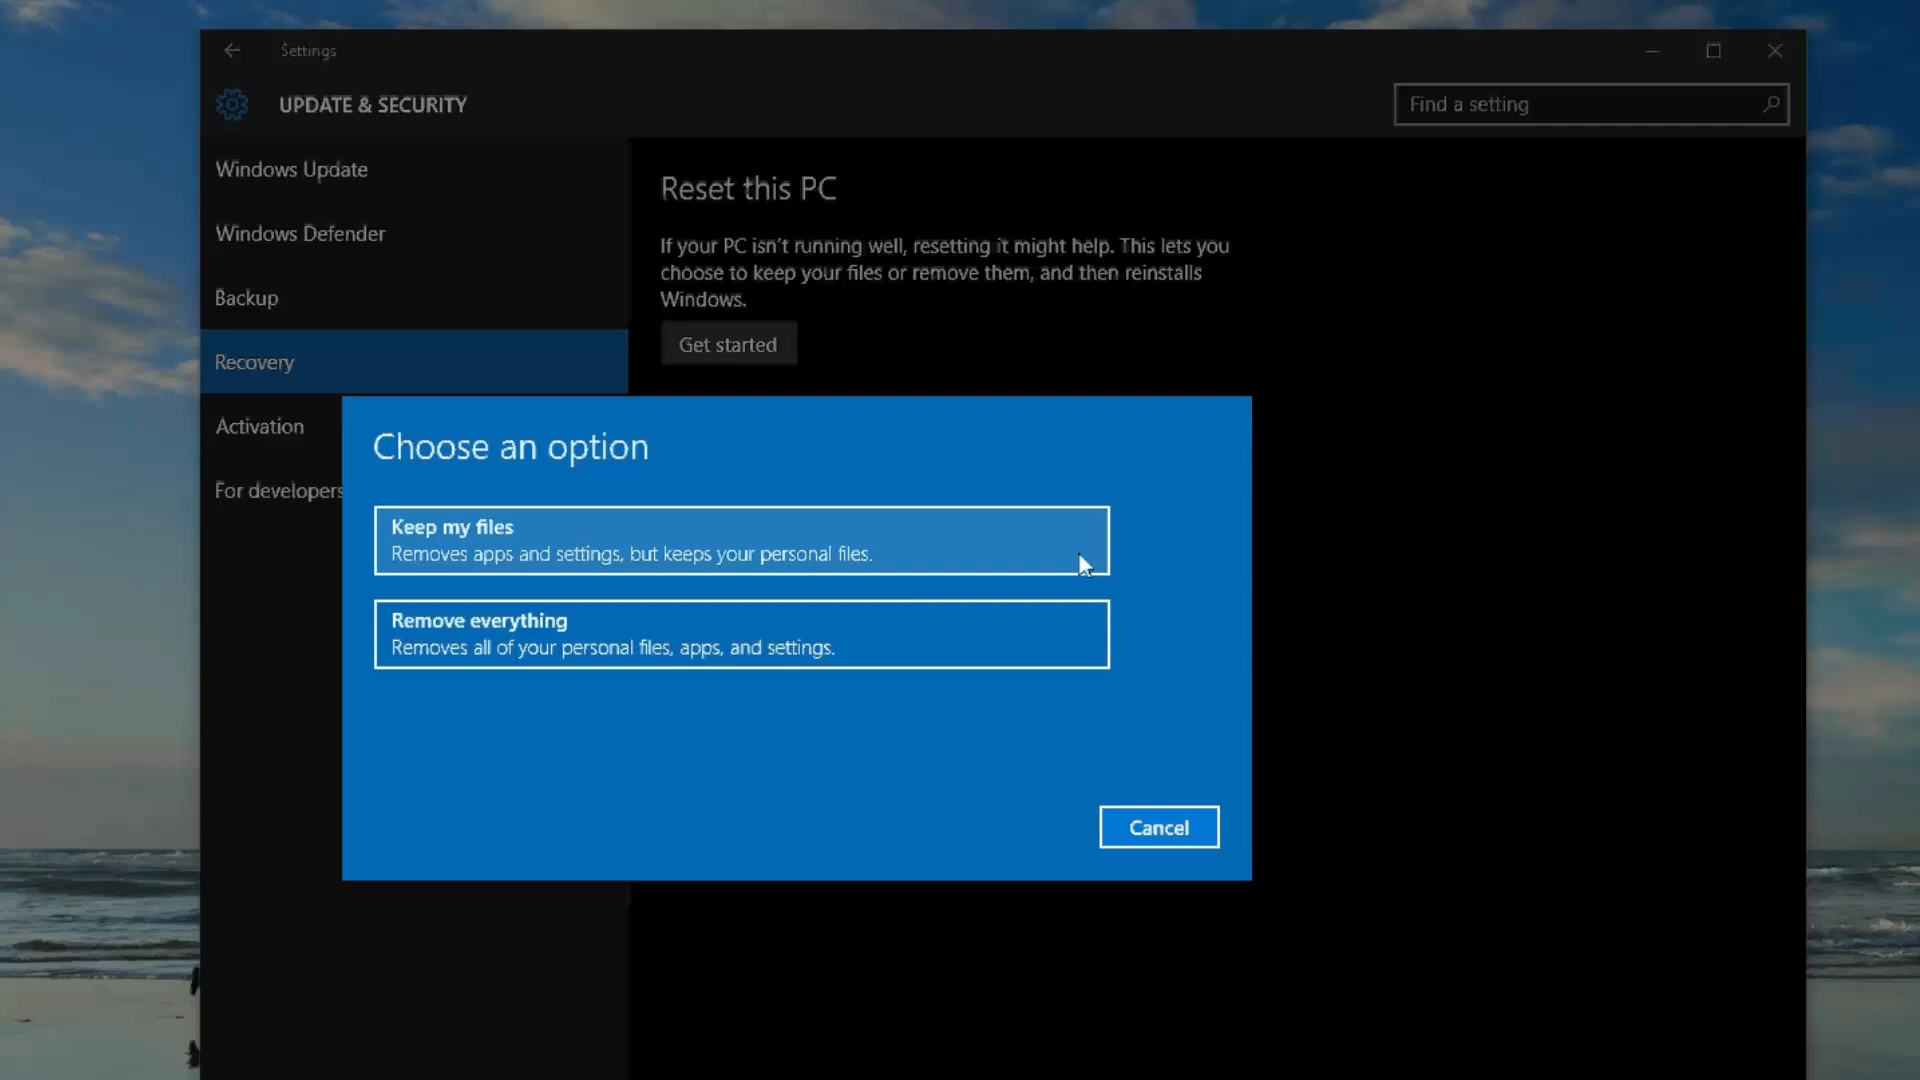 Settings
UPDATE & SECURITY
Find a setting
Windows Update
Windows Defender
Backup
Recovery
Activation
For developers
Reset this PC
If your PC isn't running well, resetting it might help. This lets you
choose to keep your files or remove them, and then reinstalls
Windows.
Get started
Choose an option
Keep my files
Removes apps and settings, but keeps your personal files.
Remove everything
Removes all of your personal files, apps, and settings.
Cancel